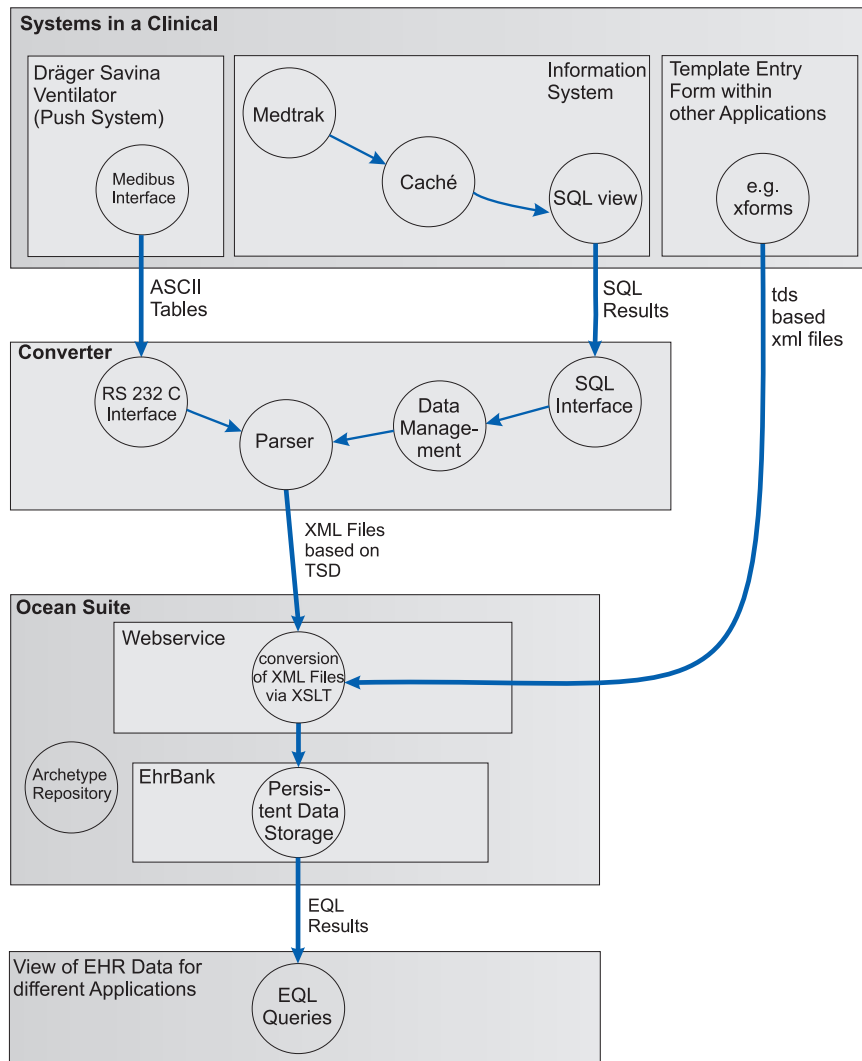 Systems in a Clinical
Dräger Savina
Ventilator
(Push System)
Medibus
Interface
Information
System
Medtrak
Caché
SQL view
Template Entry
Form within
other Applications
e.g.
xforms
ASCII
Tables
SQL
Results
tds
based
xml files
Converter
RS 232 C
Interface
Parser
Data
Manage-
ment
SQL
Interface
XML Files
based on
TSD
Ocean Suite
Webservice
conversion
of XML Files
via XSLT
Archetype
Repository
EhrBank
Persis-
tent Data
Storage
EQL
Results
View of EHR Data for
different Applications
EQL
Queries